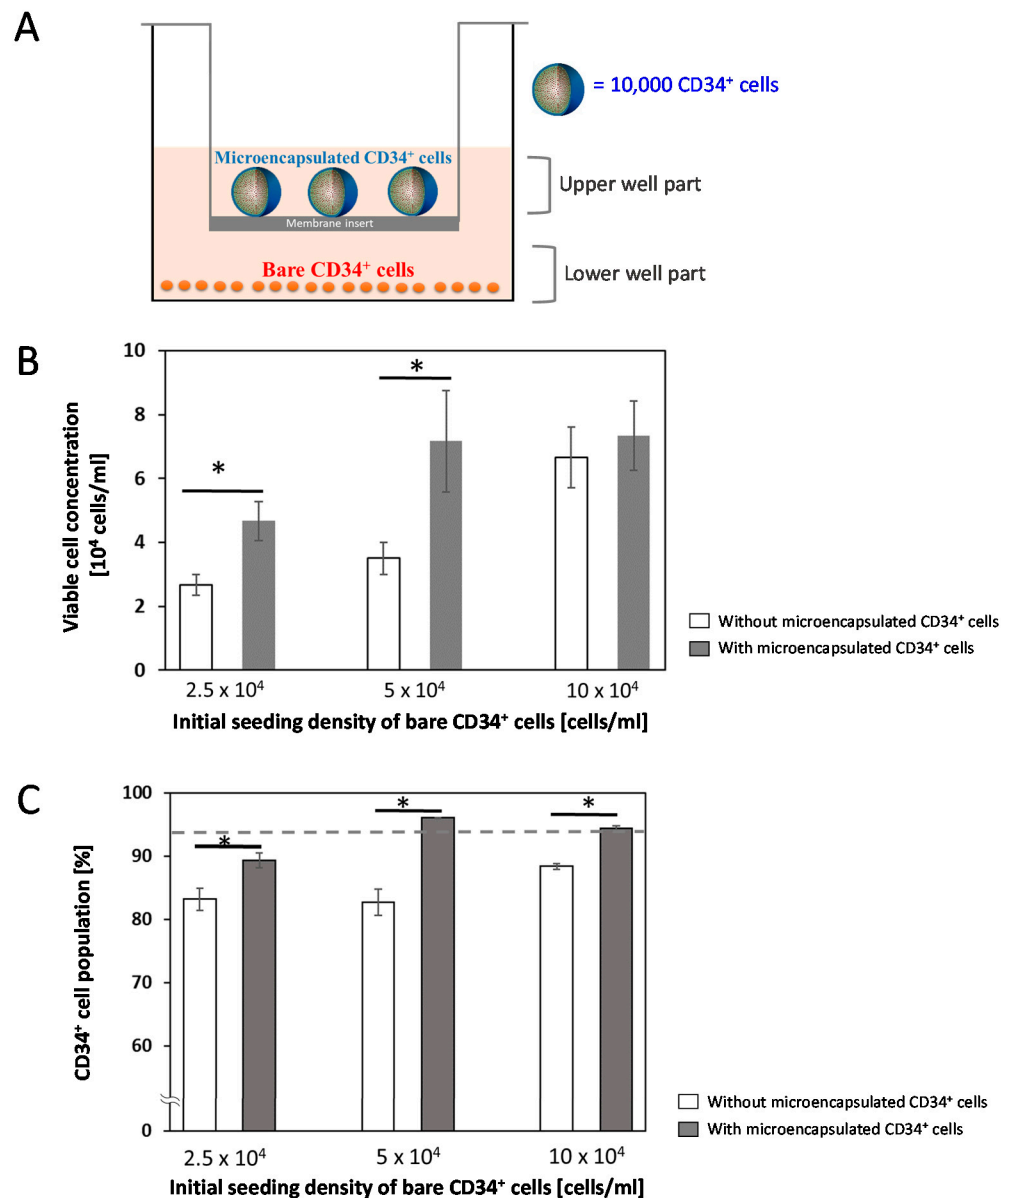 A
= 10,000 CD34⁺ cells
Microencapsulated CD34⁺ cells
Upper well part
Membrane insert
Bare CD34⁺ cells
Lower well part
B
Viable cell concentration
[10⁴ cells/ml]
10
8
6
4
2
0
*
*
2.5 x 10⁴
5 x 10⁴
10 x 10⁴
Initial seeding density of bare CD34⁺ cells [cells/ml]
Without microencapsulated CD34⁺ cells
With microencapsulated CD34⁺ cells
C
CD34⁺ cell population [%]
100
90
80
70
60
0
*
*
*
2.5 x 10⁴
5 x 10⁴
10 x 10⁴
Initial seeding density of bare CD34⁺ cells [cells/ml]
Without microencapsulated CD34⁺ cells
With microencapsulated CD34⁺ cells